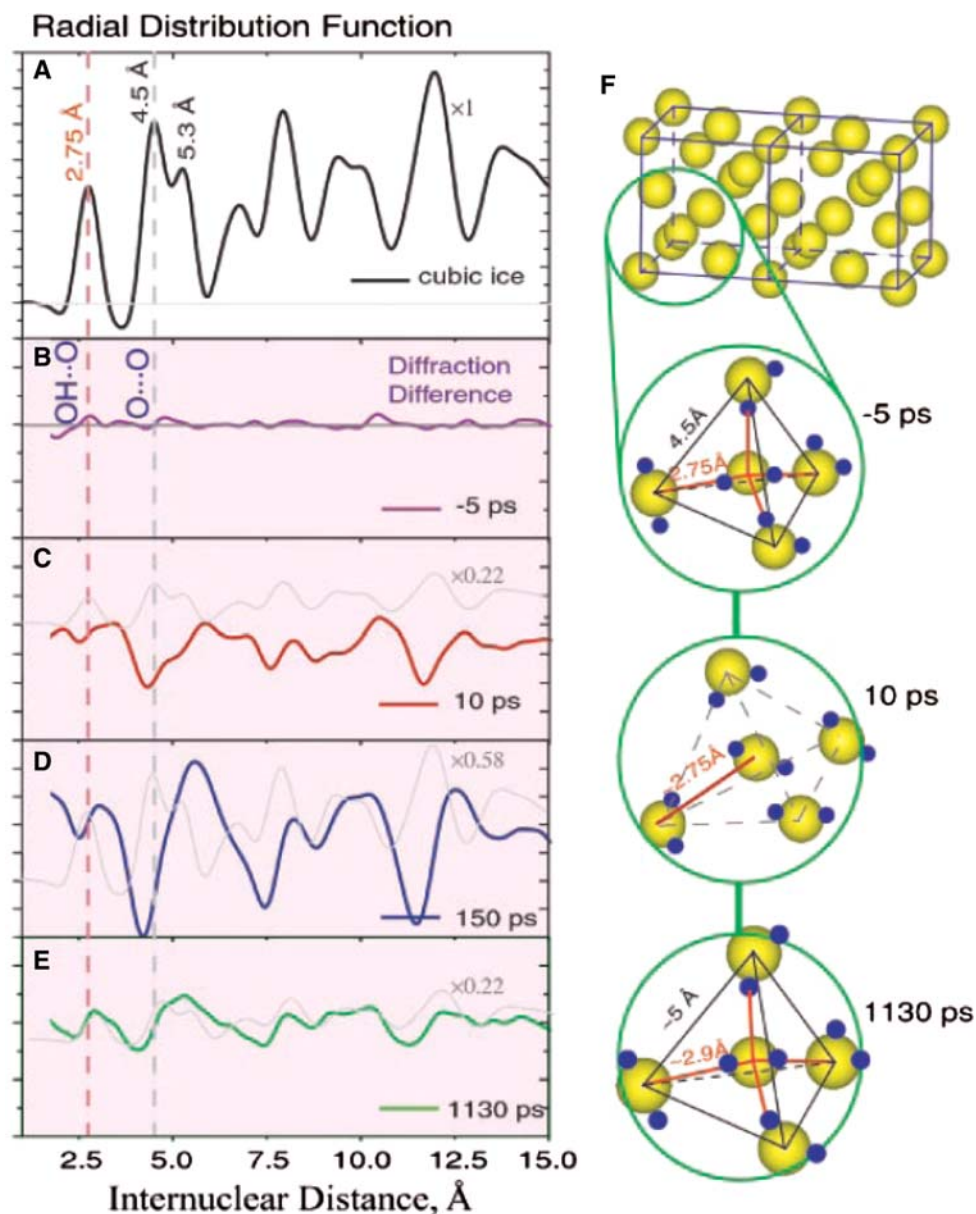 Radial Distribution Function
A
2.75 Å
4.5 Å
5.3 Å
×1
cubic ice
B
OH··O
O···O
Diffraction
Difference
-5 ps
C
×0.22
10 ps
D
×0.58
150 ps
E
×0.22
1130 ps
2.5 5.0 7.5 10.0 12.5 15.0
Internuclear Distance, Å
F
-5 ps
4.5Å
2.75Å
10 ps
~2.75Å
1130 ps
~5 Å
~2.9Å